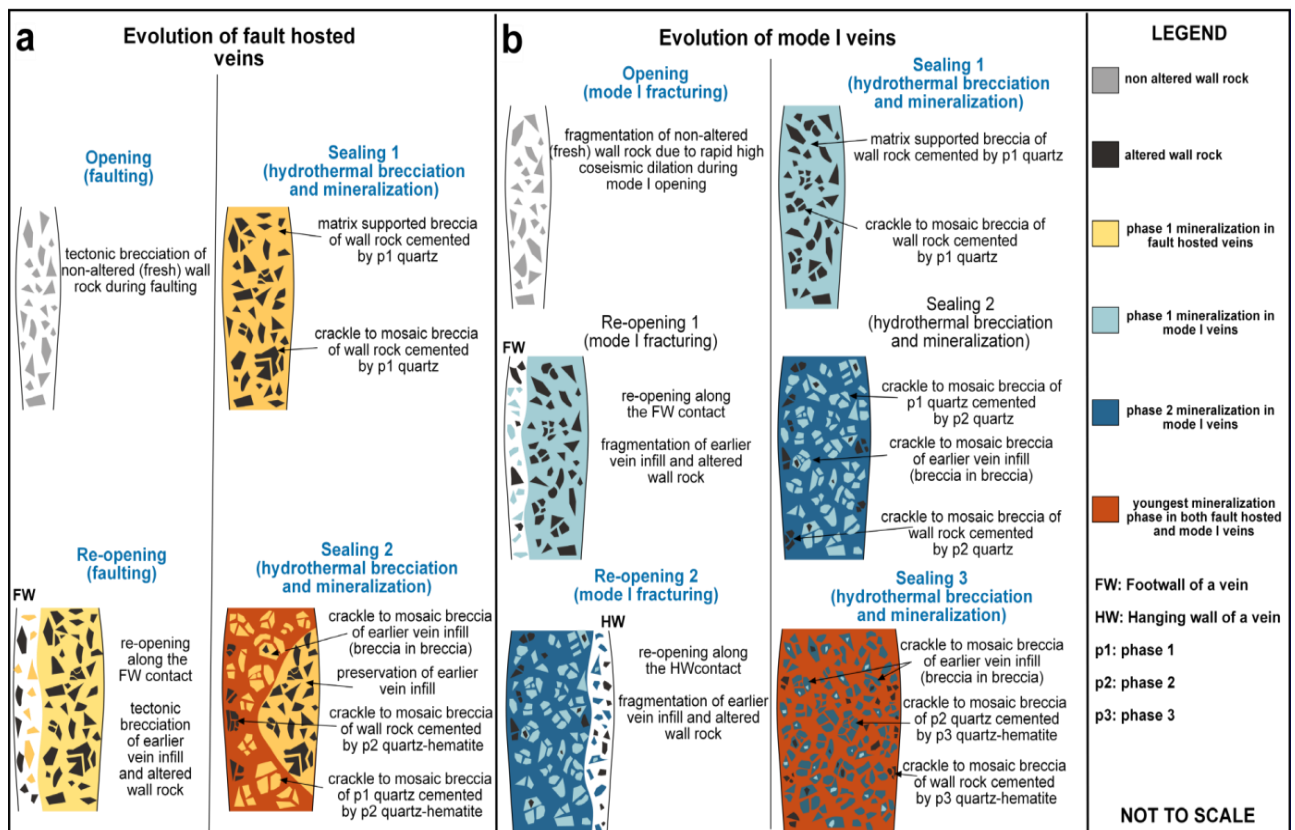 a
Evolution of fault hosted
veins
Opening
(faulting)
tectonic brecciation of
non-altered (fresh) wall
rock during faulting
Sealing 1
(hydrothermal brecciation
and mineralization)
matrix supported breccia
of wall rock cemented
by p1 quartz
crackle to mosaic breccia
of wall rock cemented
by p1 quartz
Re-opening
(faulting)
FW
re-opening
along the
FW contact
tectonic
brecciation
of earlier
vein infill
and altered
wall rock
Sealing 2
(hydrothermal brecciation
and mineralization)
crackle to mosaic breccia
of earlier vein infill
(breccia in breccia)
preservation of earlier
vein infill
crackle to mosaic breccia
of wall rock cemented
by p2 quartz-hematite
crackle to mosaic breccia
of p1 quartz cemented
by p2 quartz-hematite
b
Evolution of mode I veins
Opening
(mode I fracturing)
fragmentation of non-altered
(fresh) wall rock due to rapid high
coseismic dilation during
mode I opening
Sealing 1
(hydrothermal brecciation
and mineralization)
matrix supported breccia of
wall rock cemented by p1 quartz
crackle to mosaic breccia of
wall rock cemented
by p1 quartz
Re-opening 1
(mode I fracturing)
FW
re-opening along
the FW contact
fragmentation of earlier
vein infill and altered
wall rock
Sealing 2
(hydrothermal brecciation
and mineralization)
crackle to mosaic breccia of
p1 quartz cemented
by p2 quartz
crackle to mosaic breccia
of earlier vein infill
(breccia in breccia)
crackle to mosaic breccia of
wall rock cemented
by p2 quartz
Re-opening 2
(mode I fracturing)
HW
re-opening along
the HWcontact
fragmentation of earlier
vein infill and altered
wall rock
Sealing 3
(hydrothermal brecciation
and mineralization)
crackle to mosaic breccia
of earlier vein infill
(breccia in breccia)
crackle to mosaic breccia
of p2 quartz cemented
by p3 quartz-hematite
crackle to mosaic breccia
of wall rock cemented
by p3 quartz-hematite
LEGEND
non altered wall rock
altered wall rock
phase 1 mineralization in
fault hosted veins
phase 1 mineralization in
mode I veins
phase 2 mineralization in
mode I veins
youngest mineralization
phase in both fault hosted
and mode I veins
FW: Footwall of a vein
HW: Hanging wall of a vein
p1: phase 1
p2: phase 2
p3: phase 3
NOT TO SCALE